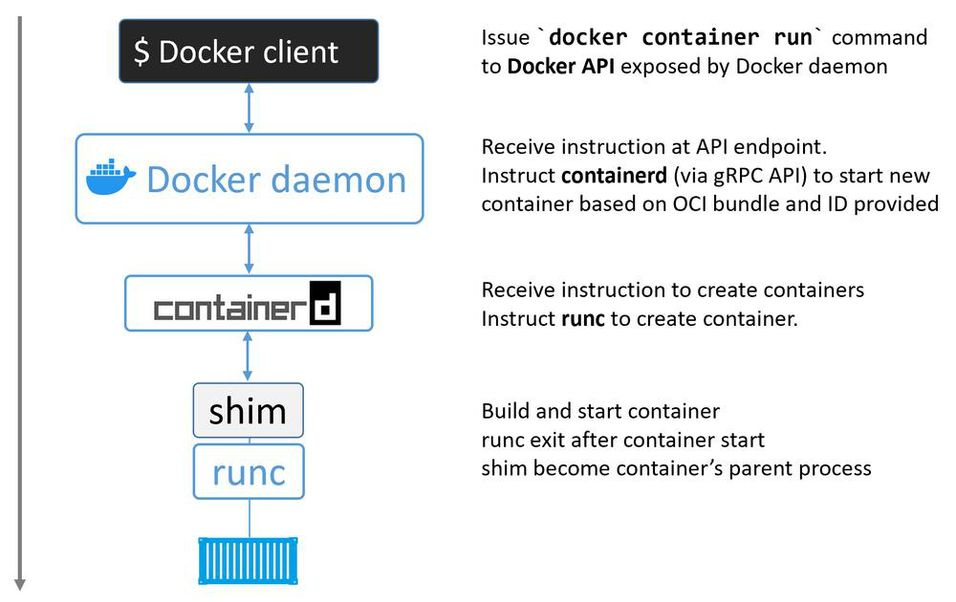 $ Docker client
Issue `docker container run` command
to Docker API exposed by Docker daemon
Docker daemon
Receive instruction at API endpoint.
Instruct containerd (via gRPC API) to start new
container based on OCI bundle and ID provided
containerd
Receive instruction to create containers
Instruct runc to create container.
shim
runc
Build and start container
runc exit after container start
shim become container’s parent process